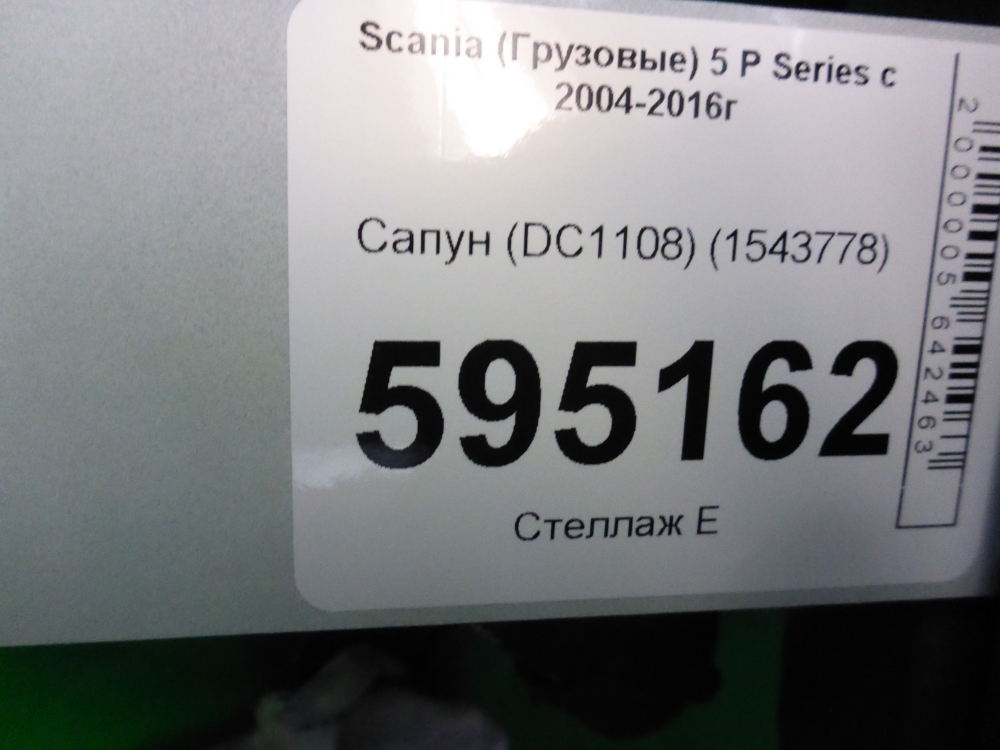 Scania (Грузовые) 5 P Series с
2004-2016г
Сапун (DC1108) (1543778)
595162
Стеллаж E
2000005642463